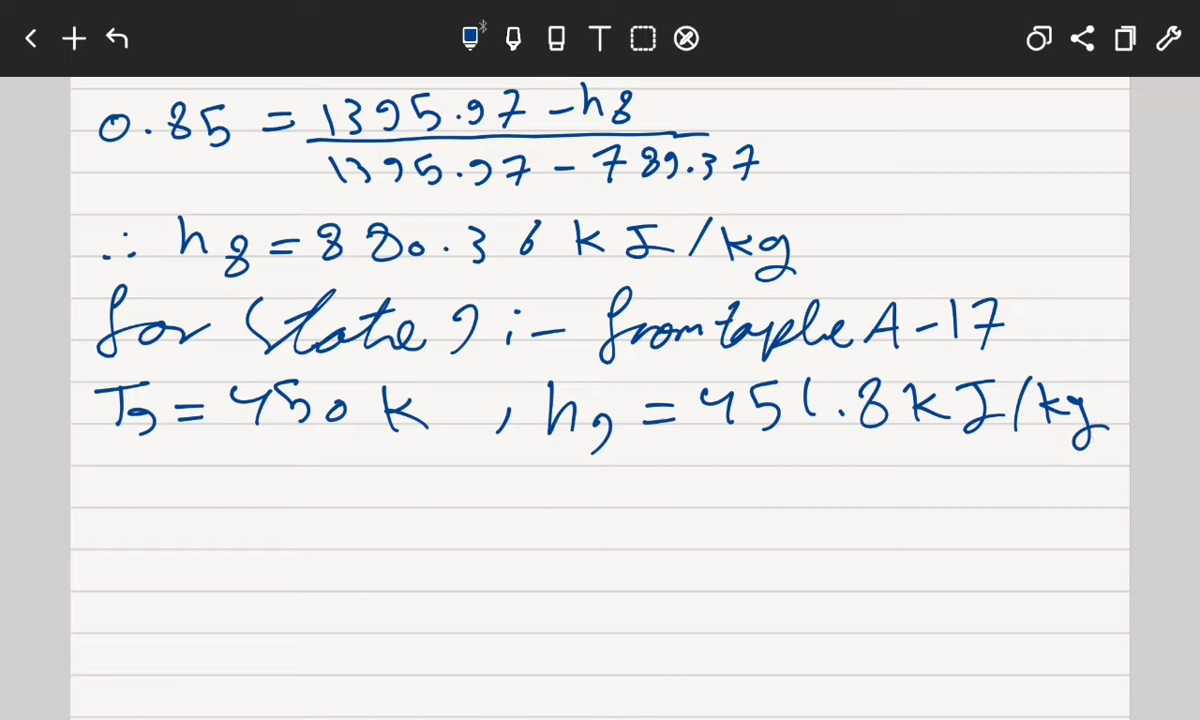 0.85 = 1395.97 - h8
1395.97 - 789.37
∴ h8 = 880.36 kJ/kg
for state 9 :- from taple A-17
T9 = 450 K , h9 = 451.8 kJ/kg